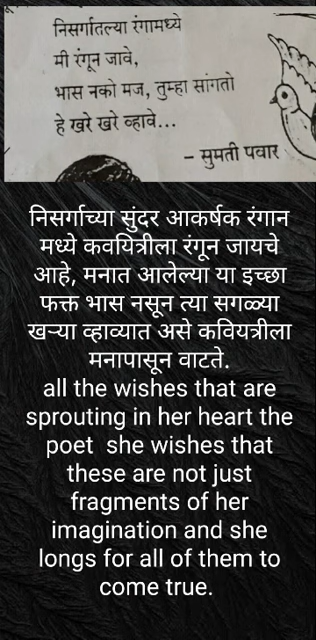 निसर्गातल्या रंगामध्ये
मी रंगून जावे,
भास नको मज, तुम्हा सांगतो
हे खरे खरे व्हावे...
– सुमती पवार
निसर्गाच्या सुंदर आकर्षक रंगान
मध्ये कवयित्रीला रंगून जायचे
आहे, मनात आलेल्या या इच्छा
फक्त भास नसून त्या सगळ्या
खऱ्या व्हाव्यात असे कवियत्रीला
मनापासून वाटते.
all the wishes that are
sprouting in her heart the
poet she wishes that
these are not just
fragments of her
imagination and she
longs for all of them to
come true.